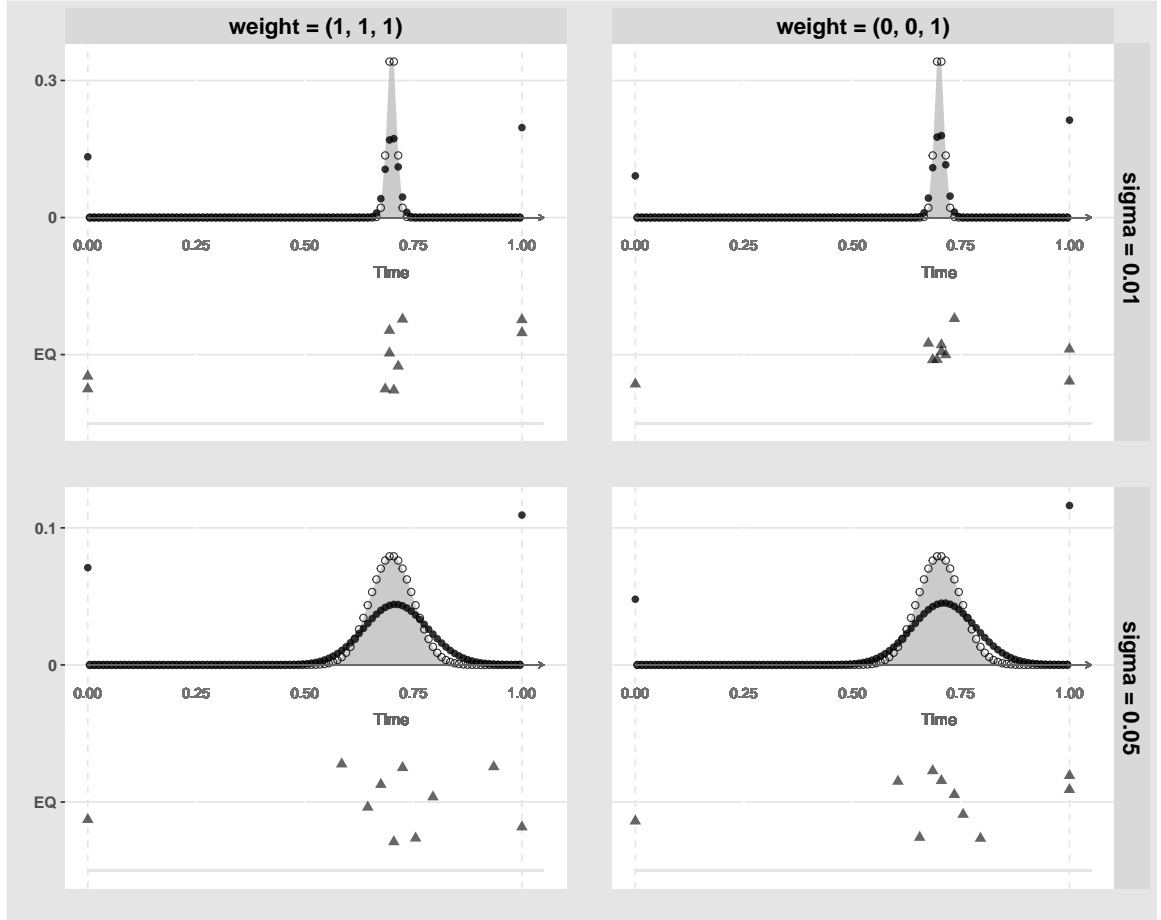 weight = (1, 1, 1)
weight = (0, 0, 1)
0.3
0
0.00 0.25 0.50 0.75 1.00
Time
0.00 0.25 0.50 0.75 1.00
Time
EQ
sigma = 0.01
0.1
0
0.00 0.25 0.50 0.75 1.00
Time
0.00 0.25 0.50 0.75 1.00
Time
EQ
sigma = 0.05